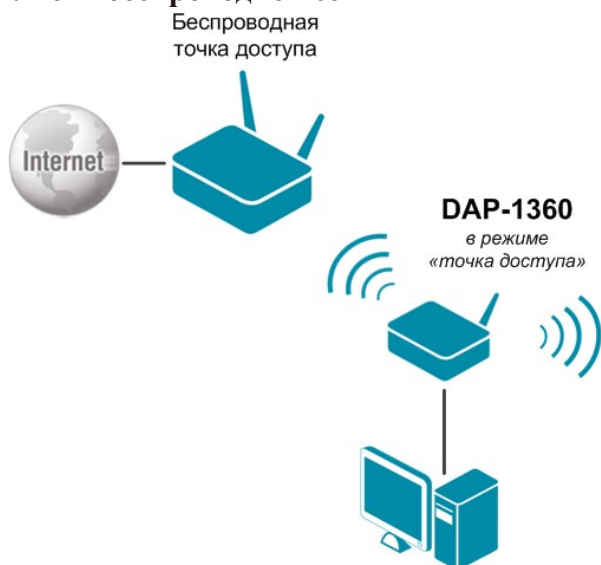 Беспроводная
точка доступа
Internet
DAP-1360
в режиме
«точка доступа»